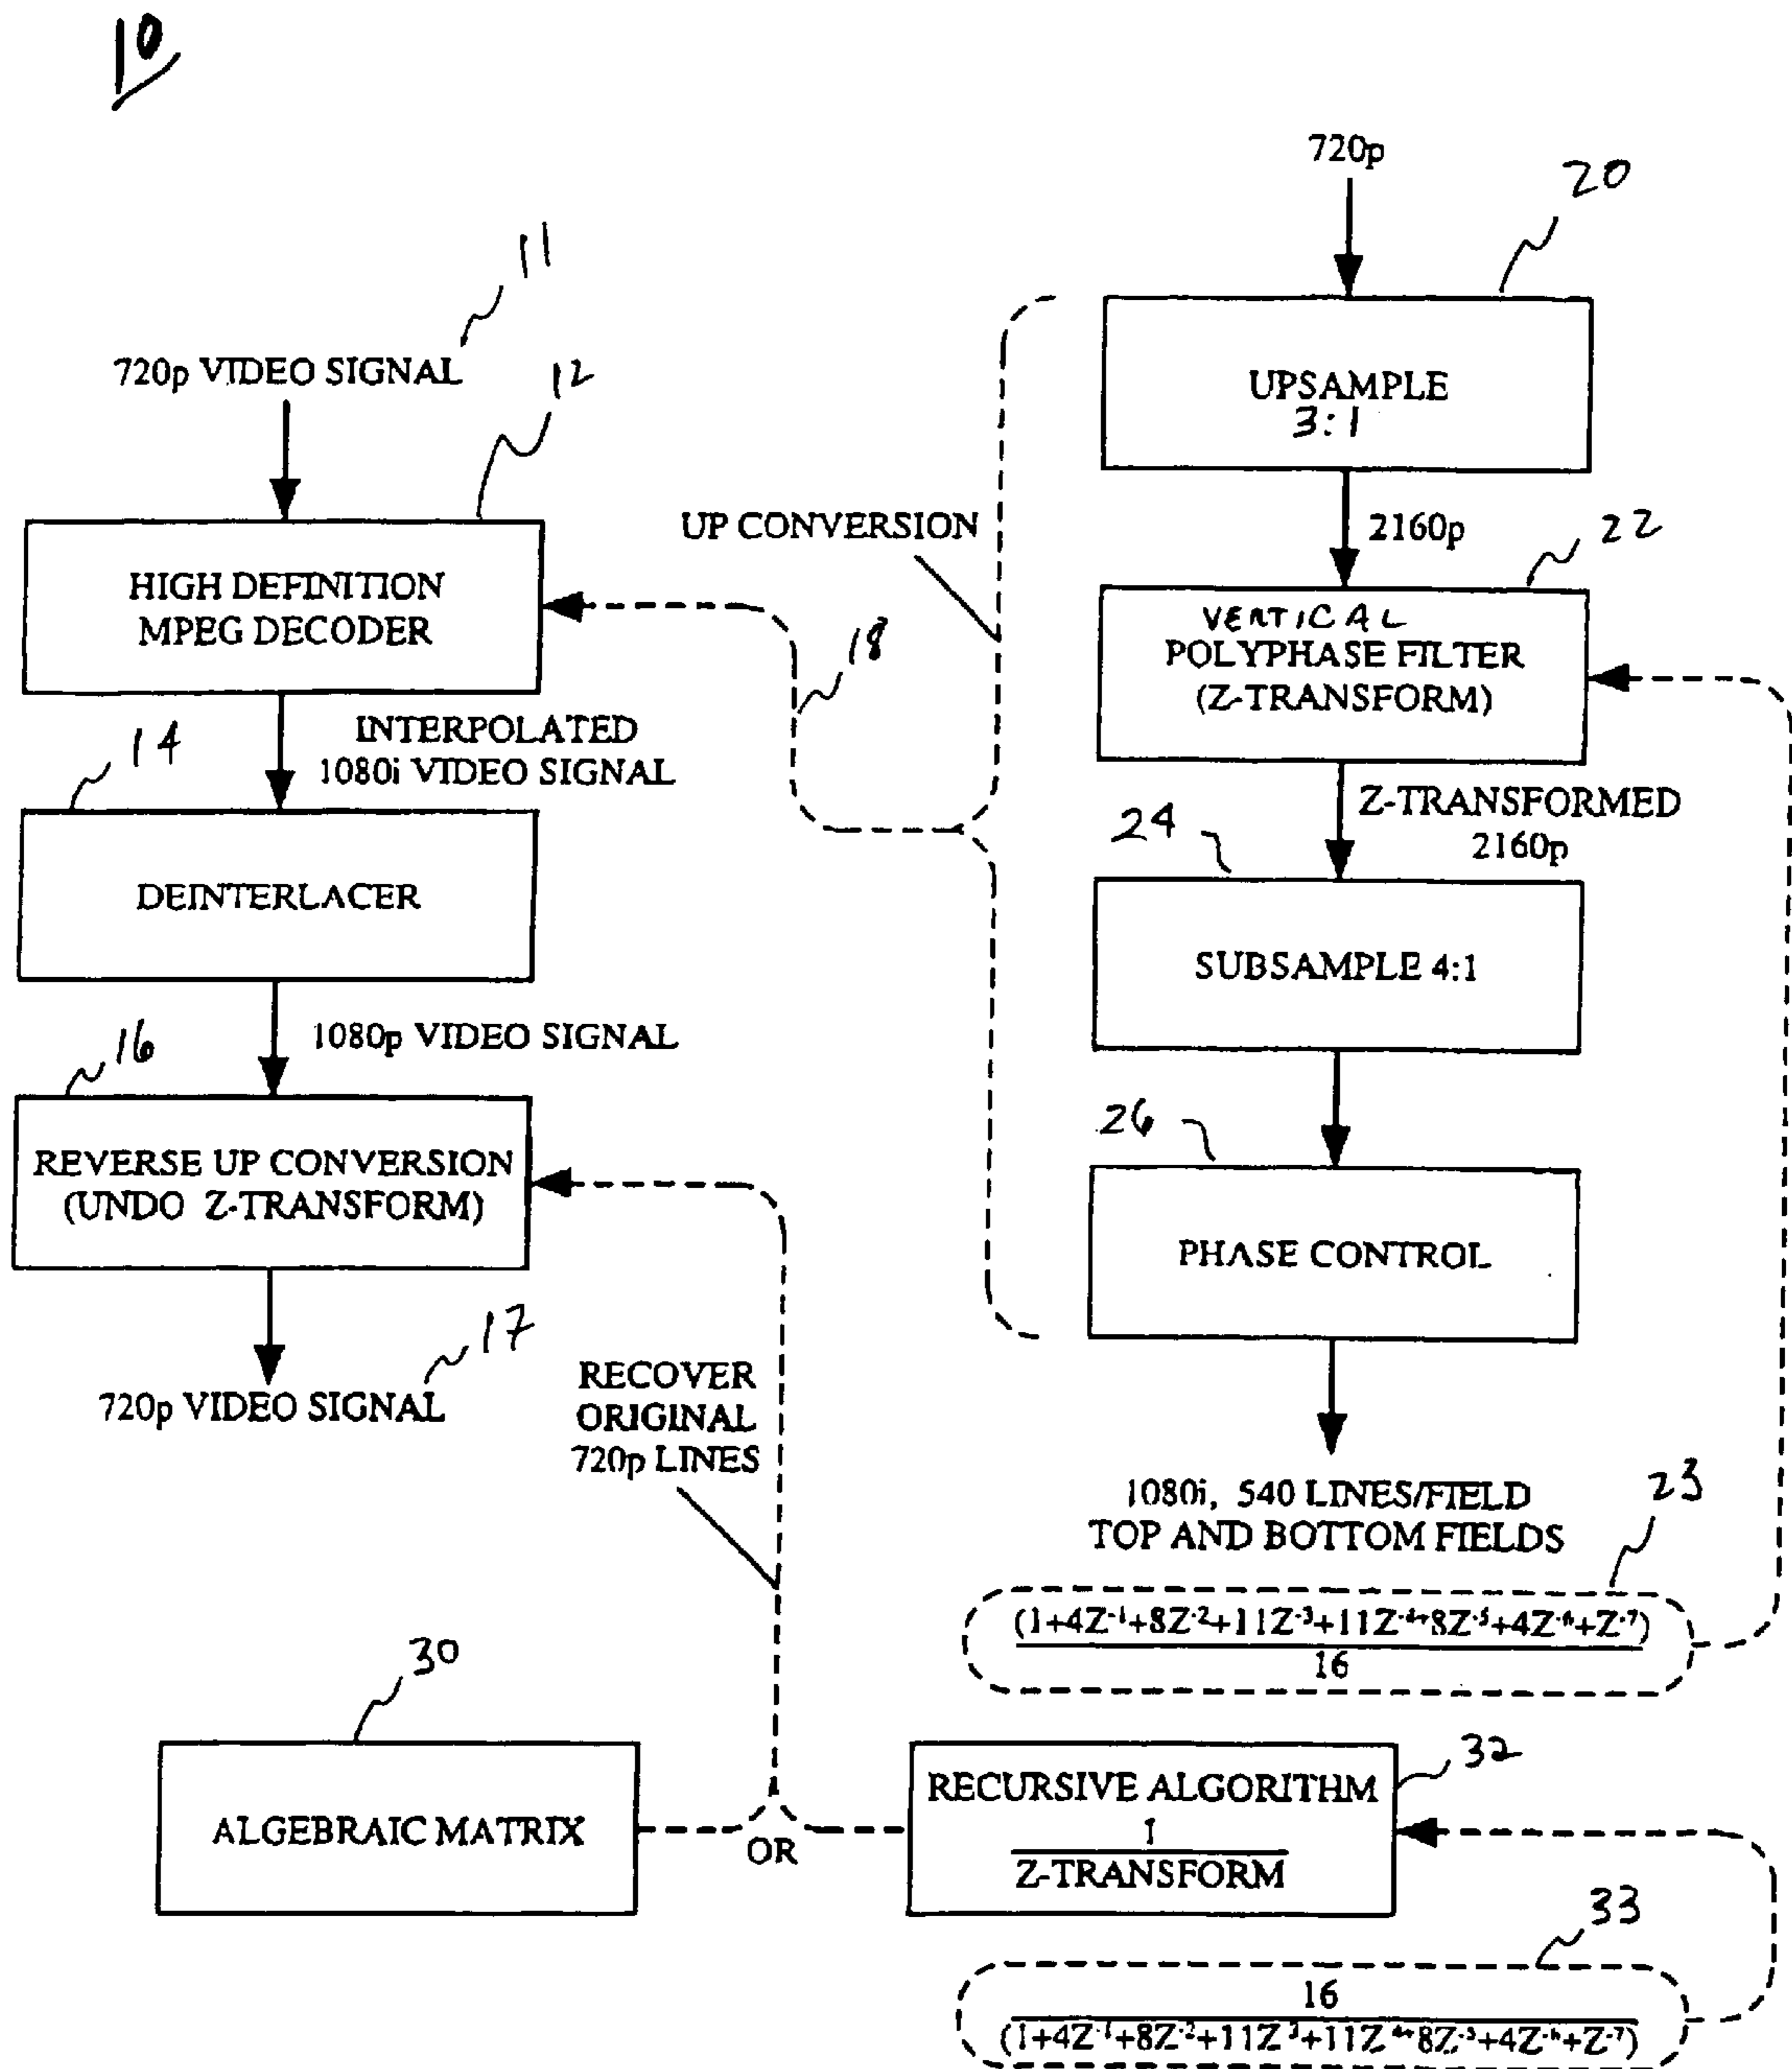 10
11
720p VIDEO SIGNAL
12
HIGH DEFINITION
MPEG DECODER
18
INTERPOLATED
1080i VIDEO SIGNAL
14
DEINTERLACER
1080p VIDEO SIGNAL
16
REVERSE UP CONVERSION
(UNDO Z-TRANSFORM)
17
720p VIDEO SIGNAL
RECOVER
ORIGINAL
720p LINES
UP CONVERSION
720p
20
UPSAMPLE
3:1
2160p
22
VERTICAL
POLYPHASE FILTER
(Z-TRANSFORM)
Z-TRANSFORMED
2160p
24
SUBSAMPLE 4:1
26
PHASE CONTROL
1080i, 540 LINES/FIELD
TOP AND BOTTOM FIELDS
23
(1+4Z⁻¹+8Z⁻²+11Z⁻³+11Z⁻⁴+8Z⁻⁵+4Z⁻⁶+Z⁻⁷)
16
30
ALGEBRAIC MATRIX
OR
32
RECURSIVE ALGORITHM
1
Z-TRANSFORM
33
16
(1+4Z⁻¹+8Z⁻²+11Z⁻³+11Z⁻⁴+8Z⁻⁵+4Z⁻⁶+Z⁻⁷)